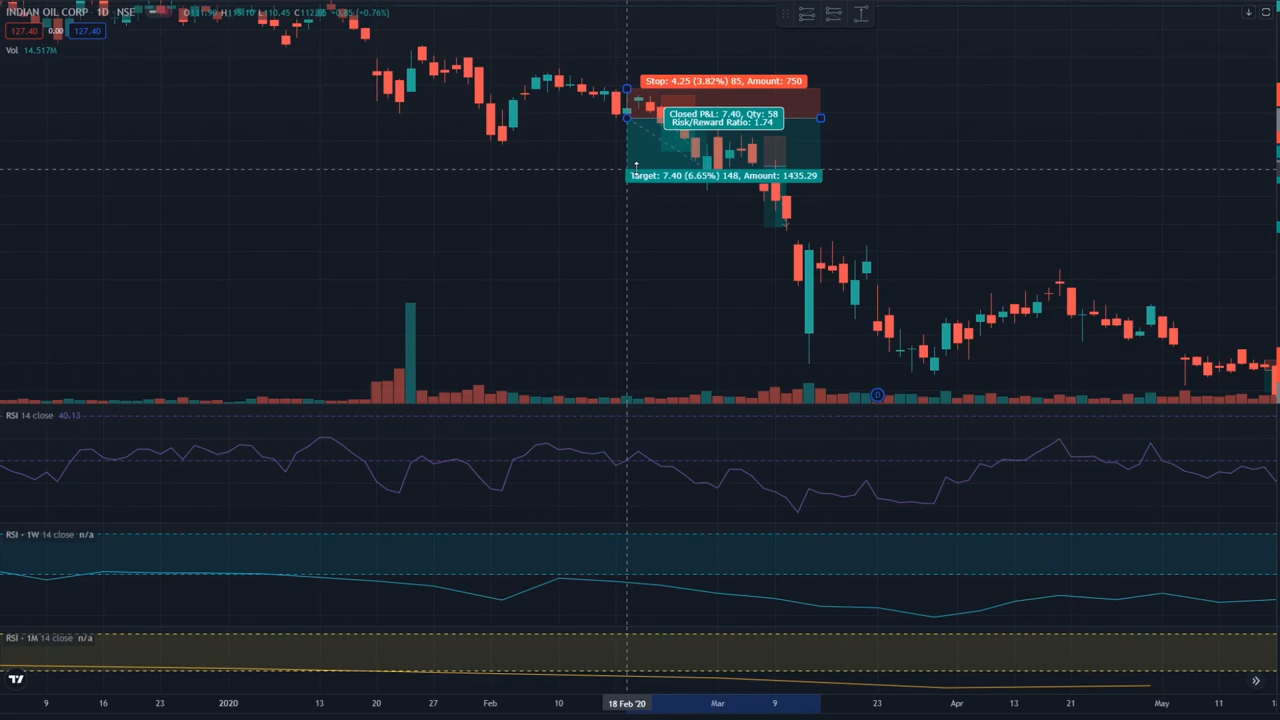 INDIAN OIL CORP · 1D · NSE
127.40 0.00 127.40
Vol 14.517M
Stop: 4.25 (3.82%) 85, Amount: 750
Closed P&L: 7.40, Qty: 58
Risk/Reward Ratio: 1.74
Target: 7.40 (6.65%) 148, Amount: 1435.29
D
RSI 14 close 40.13
RSI · 1W 14 close n/a
RSI · 1M 14 close n/a
9 16 23 2020 13 20 27 Feb 10 18 Feb '20 Mar 9 23 Apr 13 21 May 11